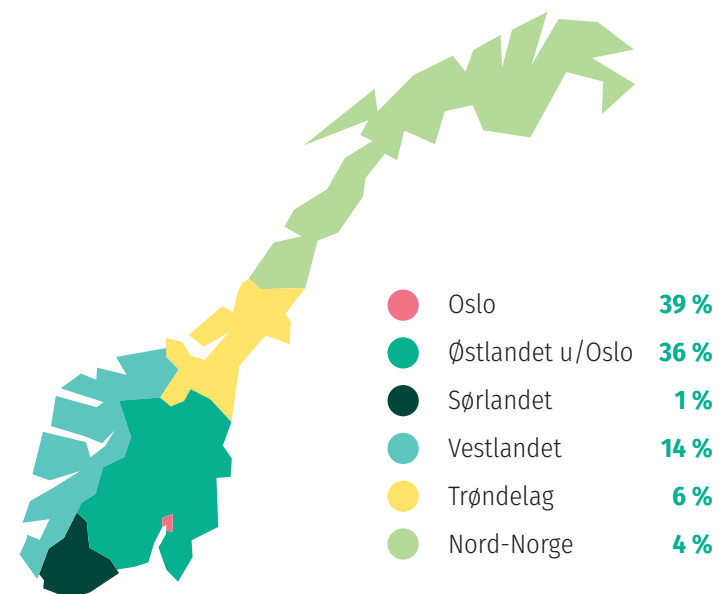 Oslo 39 %
Østlandet u/Oslo 36 %
Sørlandet 1 %
Vestlandet 14 %
Trøndelag 6 %
Nord-Norge 4 %